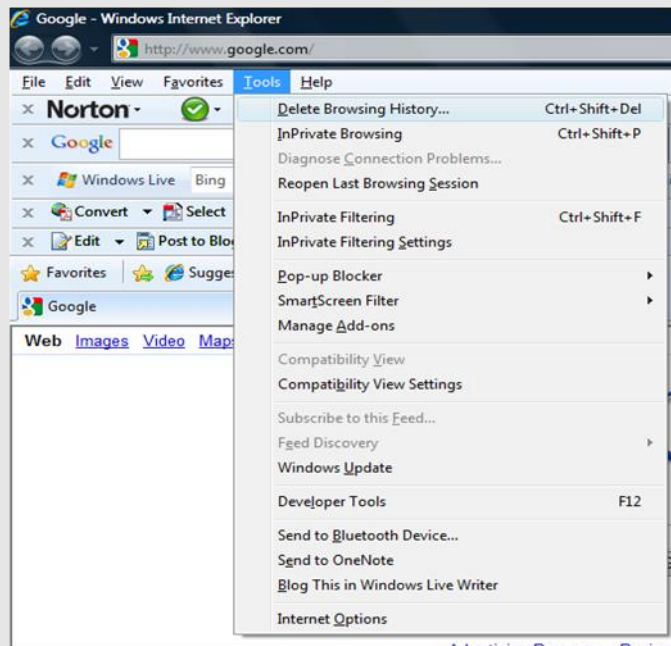 Google - Windows Internet Explorer
http://www.google.com/
File Edit View Favorites Tools Help
Norton
Google
Windows Live Bing
Convert Select
Edit Post to Blo
Favorites Sugges
Google
Web Images Video Maps
Delete Browsing History... Ctrl+Shift+Del
InPrivate Browsing Ctrl+Shift+P
Diagnose Connection Problems...
Reopen Last Browsing Session
InPrivate Filtering Ctrl+Shift+F
InPrivate Filtering Settings
Pop-up Blocker
SmartScreen Filter
Manage Add-ons
Compatibility View
Compatibility View Settings
Subscribe to this Feed...
Feed Discovery
Windows Update
Developer Tools F12
Send to Bluetooth Device...
Send to OneNote
Blog This in Windows Live Writer
Internet Options